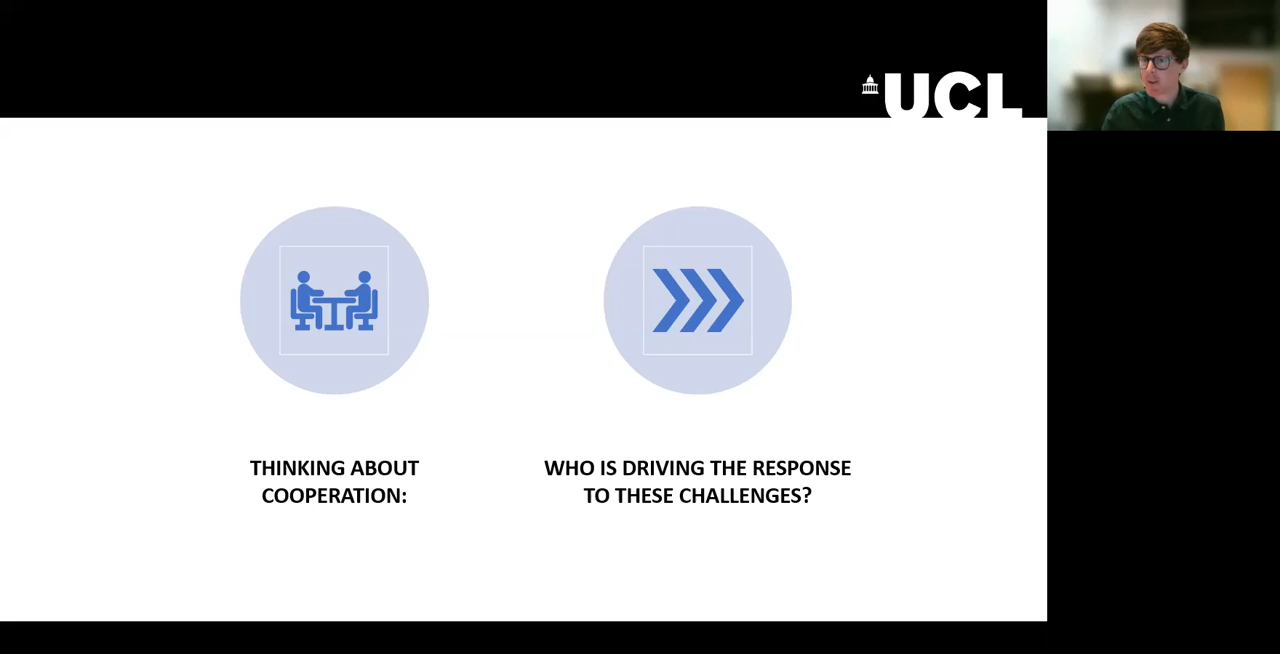 UCL
THINKING ABOUT
COOPERATION:
WHO IS DRIVING THE RESPONSE
TO THESE CHALLENGES?